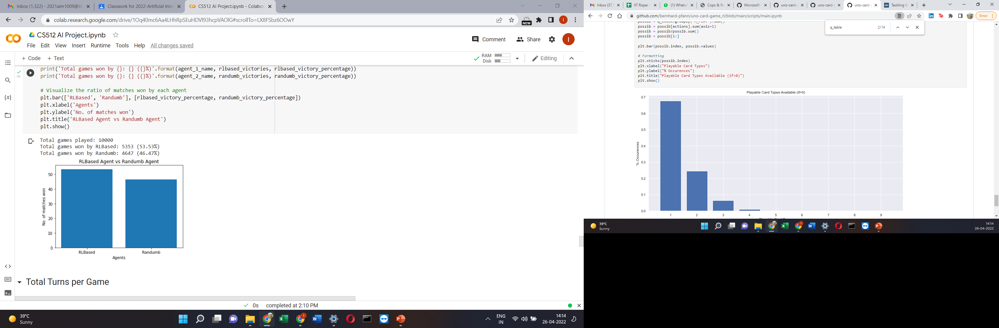 Inbox (1,322) - 2021aim1009@iit
Classwork for 2022-Artificial Intel
CS512 AI Project.ipynb - Colabor
colab.research.google.com/drive/1Oq40mc6Aa4LHhRpSEuHDVl93hcpVAOlG#scrollTo=LX8FSbz6OOwY
NEW
I
CS512 AI Project.ipynb
Comment
Share
I
File Edit View Insert Runtime Tools Help All changes saved
+ Code + Text
RAM
Disk
Editing
{x}
0s
print('Total games won by {}: {} ({}%)'.format(agent_1_name, rlbased_victories, rlbased_victory_percentage))
print('Total games won by {}: {} ({}%)'.format(agent_2_name, randumb_victories, randumb_victory_percentage))
# Visualize the ratio of matches won by each agent
plt.bar(['RLBased', 'Randumb'], [rlbased_victory_percentage, randumb_victory_percentage])
plt.xlabel('Agents')
plt.ylabel('No. of matches won')
plt.title('RLBased Agent vs Randumb Agent')
plt.show()
Total games played: 10000
Total games won by RLBased: 5353 (53.53%)
Total games won by Randumb: 4647 (46.47%)
RLBased Agent vs Randumb Agent
No. of matches won
50
40
30
20
10
0
RLBased Randumb
Agents
Total Turns per Game
0s completed at 2:10 PM
39°C
Sunny
ENG
IN
14:14
26-04-2022
Inbox (37,
IIT Ropar -
(1) Whats
Cops & Ro
Microsoft-
uno-card-
uno-card-
uno-card-
Tackling th
github.com/bernhard-pfann/uno-card-game_rl/blob/main/scripts/main.ipynb
Error
q_table 2/14
possib = possib[actions].sum(axis=1)
possib = possib/possib.sum()
possib = possib[1:]
plt.bar(possib.index, possib.values)
# Formatting
plt.xticks(possib.index)
plt.xlabel("Playable Card Types")
plt.ylabel("% Occurences")
plt.title("Playable Card Types Available (if>0)")
plt.show()
Playable Card Types Available (if>0)
% Occurences
0.7
0.6
0.5
0.4
0.3
0.2
0.1
0.0
1 2 3 4 5 6 7 8 9
39°C
Sunny
14:14
26-04-2022